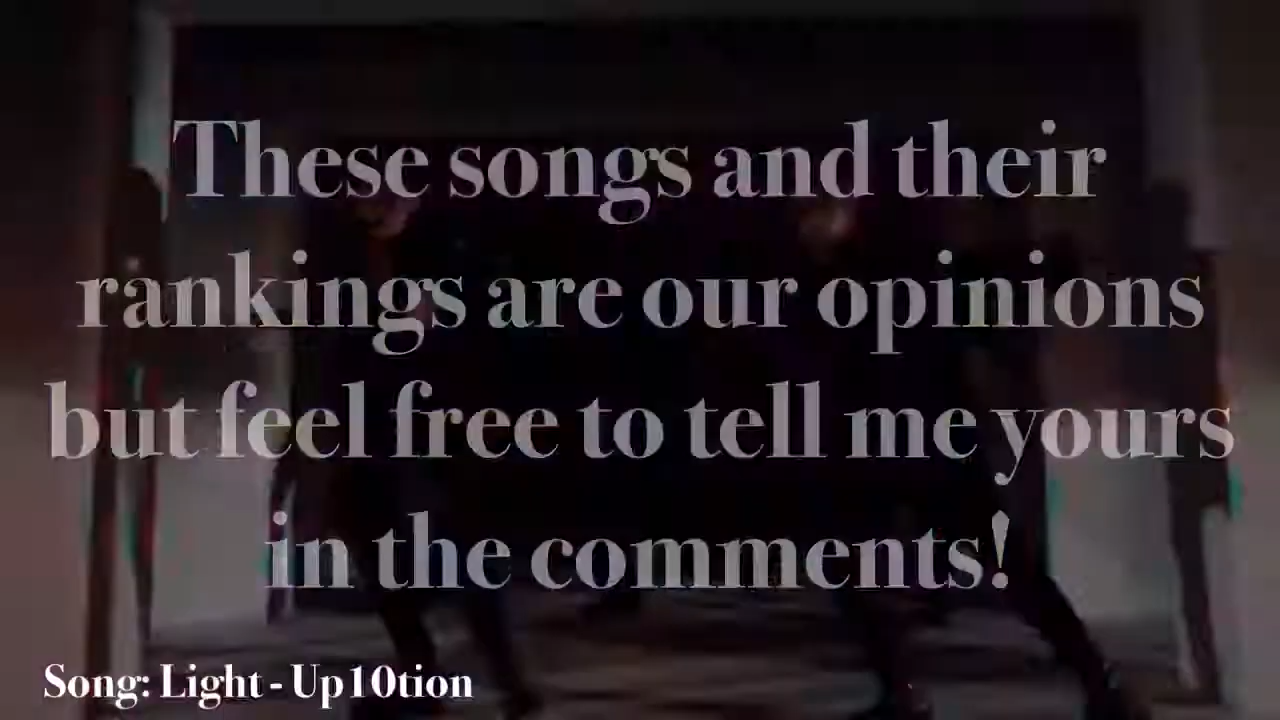 These songs and their
rankings are our opinions
but feel free to tell me yours
in the comments!
Song: Light - Up10tion